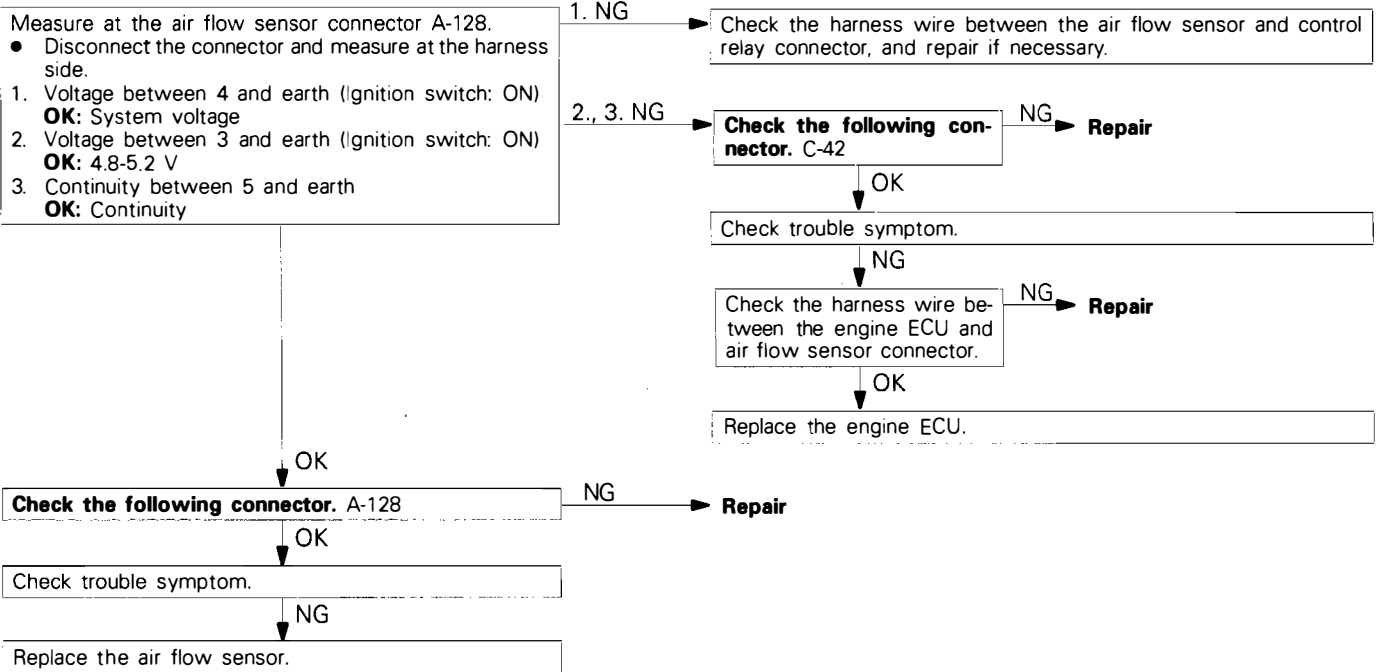 Measure at the air flow sensor connector A-128.
● Disconnect the connector and measure at the harness
side.
1. Voltage between 4 and earth (Ignition switch: ON)
OK: System voltage
2. Voltage between 3 and earth (Ignition switch: ON)
OK: 4.8-5.2 V
3. Continuity between 5 and earth
OK: Continuity
1. NG
Check the harness wire between the air flow sensor and control
relay connector, and repair if necessary.
2., 3. NG
Check the following con-
nector. C-42
NG
Repair
OK
Check trouble symptom.
NG
Check the harness wire be-
tween the engine ECU and
air flow sensor connector.
NG
Repair
OK
Replace the engine ECU.
OK
Check the following connector. A-128
NG
Repair
OK
Check trouble symptom.
NG
Replace the air flow sensor.